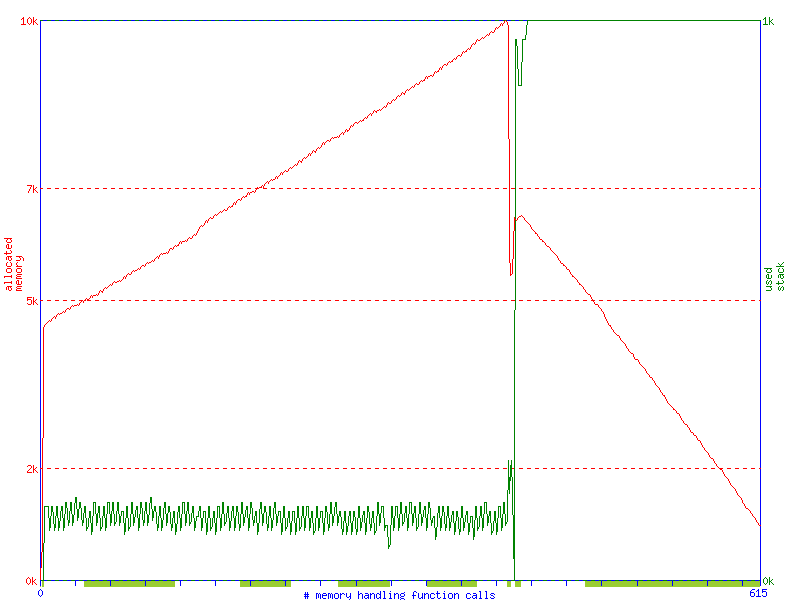 10k
1k
7k
allocated
memory
used
stack
5k
2k
0k
0k
0
# memory handling function calls
615